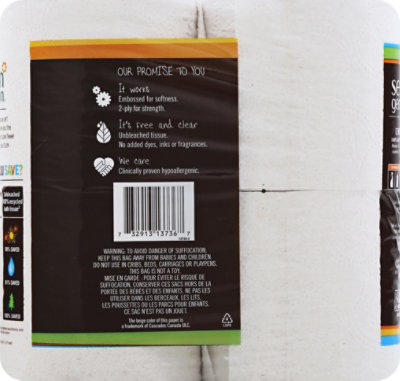 OUR PROMISE TO YOU
It works
Embossed for softness.
2-ply for strength.
It's free and clear
Unbleached tissue.
No added dyes, inks or fragrances.
We care
Clinically proven hypoallergenic.
7 32913 13736 7
WARNING: TO AVOID DANGER OF SUFFOCATION,
KEEP THIS BAG AWAY FROM BABIES AND CHILDREN.
DO NOT USE IN CRIBS, BEDS, CARRIAGES OR PLAYPENS.
THIS BAG IS NOT A TOY.
MISE EN GARDE : POUR ÉVITER LE RISQUE DE
SUFFOCATION, CONSERVER CES SACS HORS DE LA
PORTÉE DES BÉBÉS ET DES ENFANTS. NE PAS LES
UTILISER DANS LES BERCEAUX, LES LITS,
LES POUSSETTES OU LES PARCS POUR ENFANTS.
CE SAC N'EST PAS UN JOUET.
The beige color of this paper is
a trademark of Cascades Canada ULC.
SAVE?
se
ge